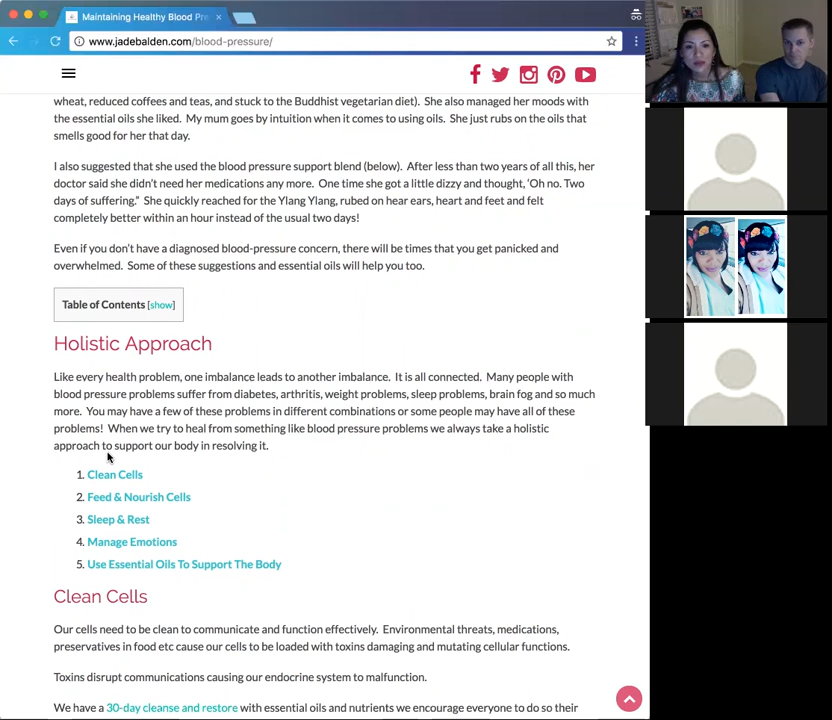 Maintaining Healthy Blood Pre
www.jadebalden.com/blood-pressure/
wheat, reduced coffees and teas, and stuck to the Buddhist vegetarian diet).  She also managed her moods with
the essential oils she liked.  My mum goes by intuition when it comes to using oils.  She just rubs on the oils that
smells good for her that day.
I also suggested that she used the blood pressure support blend (below).  After less than two years of all this, her
doctor said she didn't need her medications any more.  One time she got a little dizzy and thought, 'Oh no. Two
days of suffering."  She quickly reached for the Ylang Ylang, rubed on hear ears, heart and feet and felt
completely better within an hour instead of the usual two days!
Even if you don't have a diagnosed blood-pressure concern, there will be times that you get panicked and
overwhelmed.  Some of these suggestions and essential oils will help you too.
Table of Contents [show]
Holistic Approach
Like every health problem, one imbalance leads to another imbalance.  It is all connected.  Many people with
blood pressure problems suffer from diabetes, arthritis, weight problems, sleep problems, brain fog and so much
more.  You may have a few of these problems in different combinations or some people may have all of these
problems!  When we try to heal from something like blood pressure problems we always take a holistic
approach to support our body in resolving it.
1. Clean Cells
2. Feed & Nourish Cells
3. Sleep & Rest
4. Manage Emotions
5. Use Essential Oils To Support The Body
Clean Cells
Our cells need to be clean to communicate and function effectively.  Environmental threats, medications,
preservatives in food etc cause our cells to be loaded with toxins damaging and mutating cellular functions.
Toxins disrupt communications causing our endocrine system to malfunction.
We have a 30-day cleanse and restore with essential oils and nutrients we encourage everyone to do so their